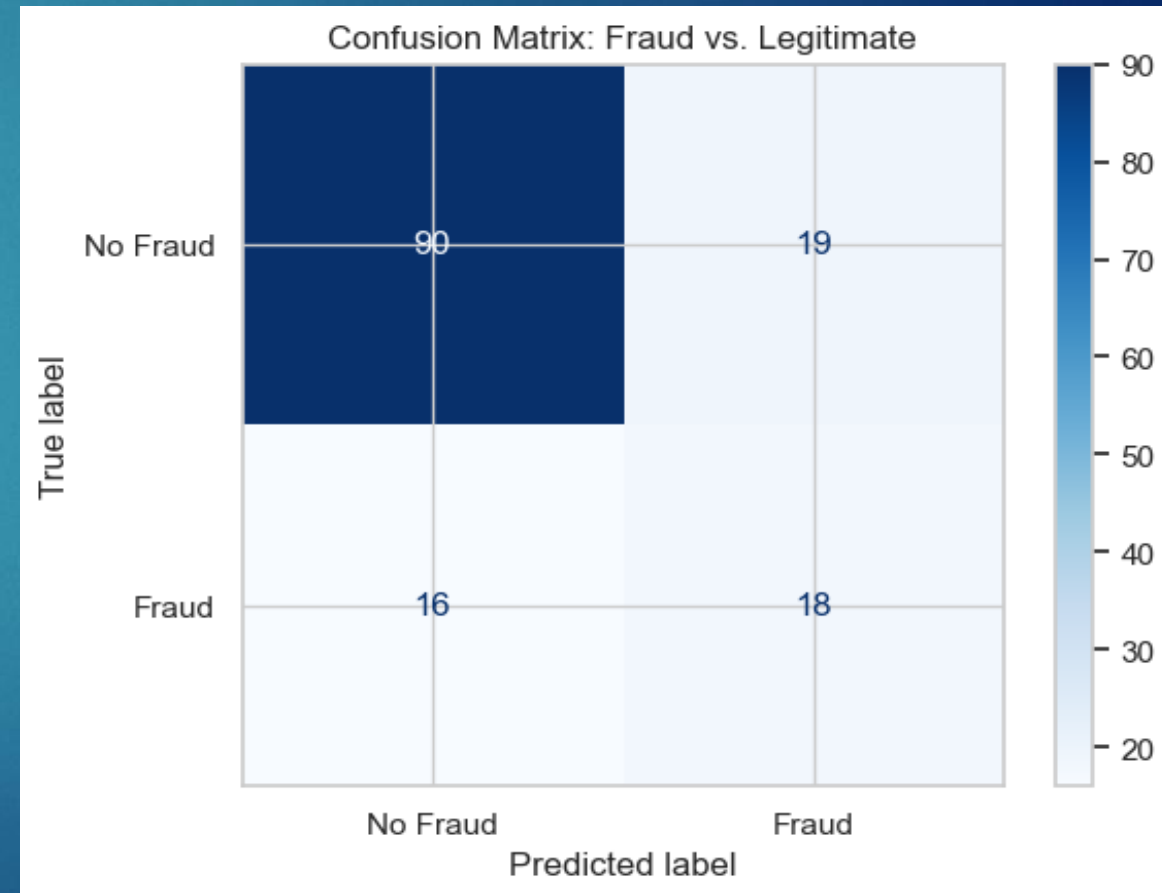 Confusion Matrix: Fraud vs. Legitimate
90
80
70
60
50
40
30
20
True label
No Fraud
90
19
Fraud
16
18
No Fraud
Fraud
Predicted label